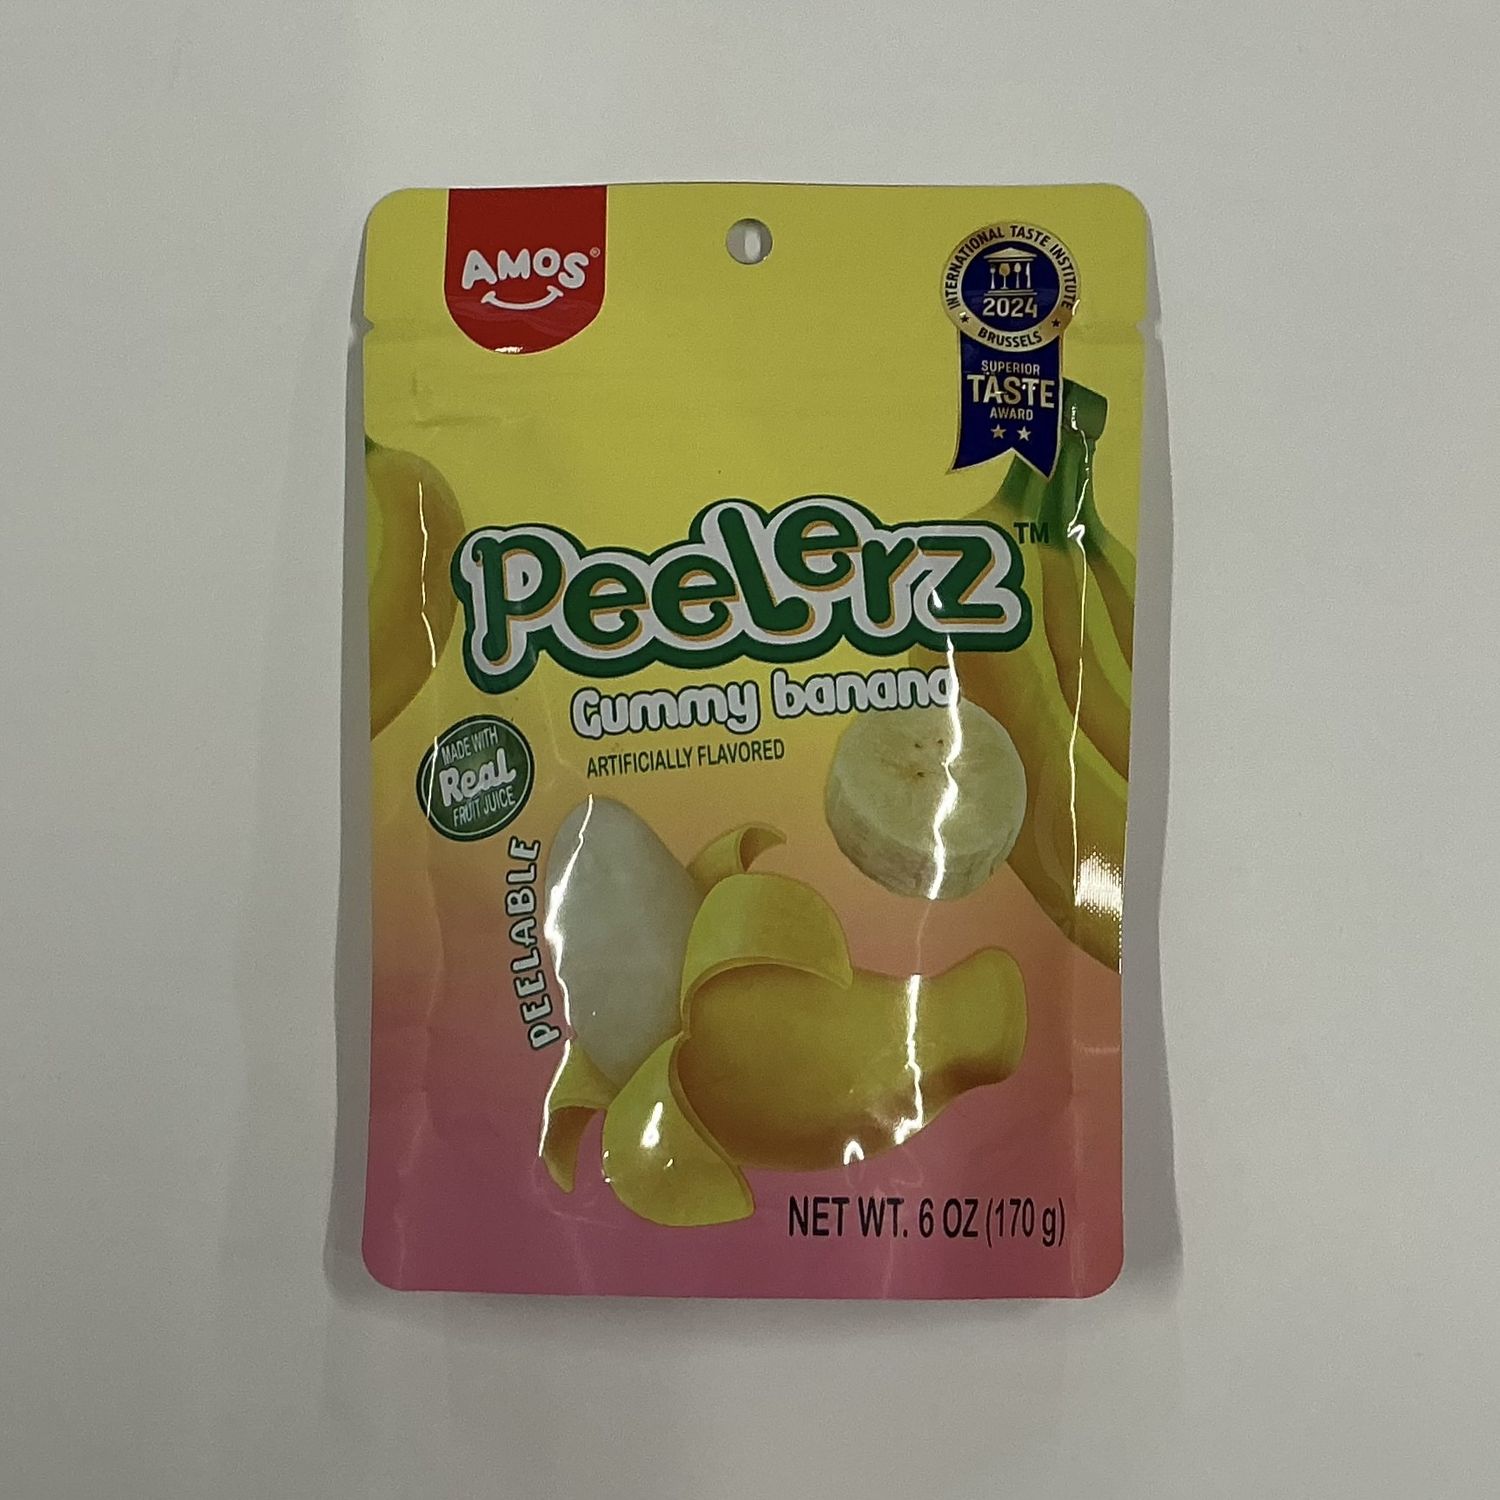 AMOS®
INTERNATIONAL TASTE INSTITUTE
2024
BRUSSELS
SUPERIOR
TASTE
AWARD
Peelerz™
Gummy banana
ARTIFICIALLY FLAVORED
MADE WITH
Real
FRUIT JUICE
PEELABLE
NET WT. 6 OZ (170 g)